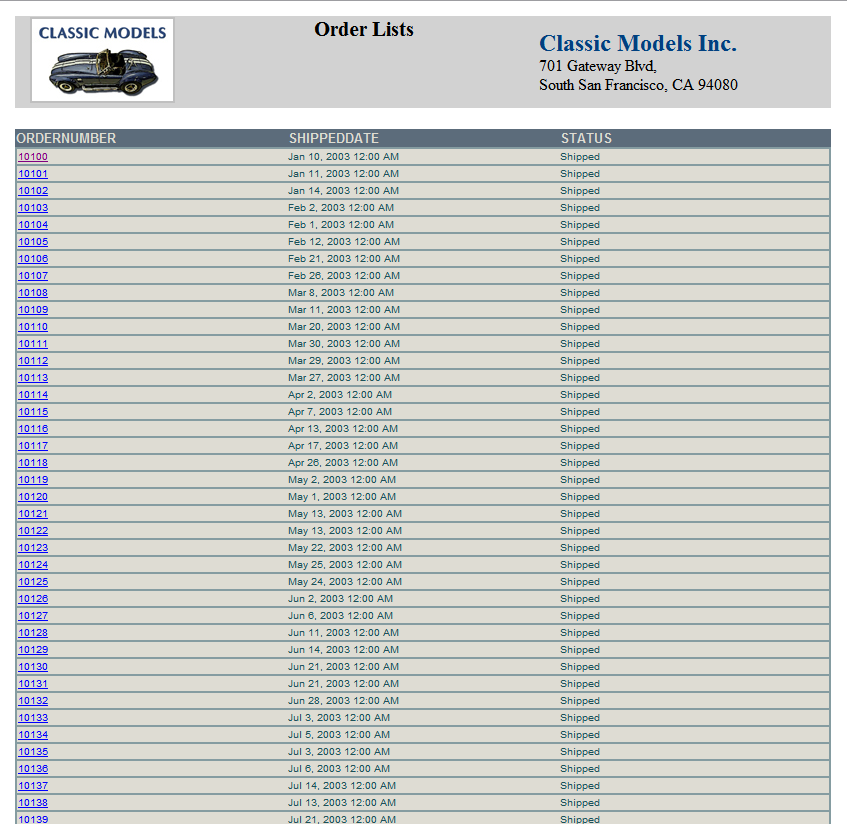 CLASSIC MODELS
Order Lists
Classic Models Inc.
701 Gateway Blvd,
South San Francisco, CA 94080
ORDERNUMBER SHIPPEDDATE STATUS
10100 Jan 10, 2003 12:00 AM Shipped
10101 Jan 11, 2003 12:00 AM Shipped
10102 Jan 14, 2003 12:00 AM Shipped
10103 Feb 2, 2003 12:00 AM Shipped
10104 Feb 1, 2003 12:00 AM Shipped
10105 Feb 12, 2003 12:00 AM Shipped
10106 Feb 21, 2003 12:00 AM Shipped
10107 Feb 26, 2003 12:00 AM Shipped
10108 Mar 8, 2003 12:00 AM Shipped
10109 Mar 11, 2003 12:00 AM Shipped
10110 Mar 20, 2003 12:00 AM Shipped
10111 Mar 30, 2003 12:00 AM Shipped
10112 Mar 29, 2003 12:00 AM Shipped
10113 Mar 27, 2003 12:00 AM Shipped
10114 Apr 2, 2003 12:00 AM Shipped
10115 Apr 7, 2003 12:00 AM Shipped
10116 Apr 13, 2003 12:00 AM Shipped
10117 Apr 17, 2003 12:00 AM Shipped
10118 Apr 26, 2003 12:00 AM Shipped
10119 May 2, 2003 12:00 AM Shipped
10120 May 1, 2003 12:00 AM Shipped
10121 May 13, 2003 12:00 AM Shipped
10122 May 13, 2003 12:00 AM Shipped
10123 May 22, 2003 12:00 AM Shipped
10124 May 25, 2003 12:00 AM Shipped
10125 May 24, 2003 12:00 AM Shipped
10126 Jun 2, 2003 12:00 AM Shipped
10127 Jun 6, 2003 12:00 AM Shipped
10128 Jun 11, 2003 12:00 AM Shipped
10129 Jun 14, 2003 12:00 AM Shipped
10130 Jun 21, 2003 12:00 AM Shipped
10131 Jun 21, 2003 12:00 AM Shipped
10132 Jun 28, 2003 12:00 AM Shipped
10133 Jul 3, 2003 12:00 AM Shipped
10134 Jul 5, 2003 12:00 AM Shipped
10135 Jul 3, 2003 12:00 AM Shipped
10136 Jul 6, 2003 12:00 AM Shipped
10137 Jul 14, 2003 12:00 AM Shipped
10138 Jul 13, 2003 12:00 AM Shipped
10139 Jul 21, 2003 12:00 AM Shipped